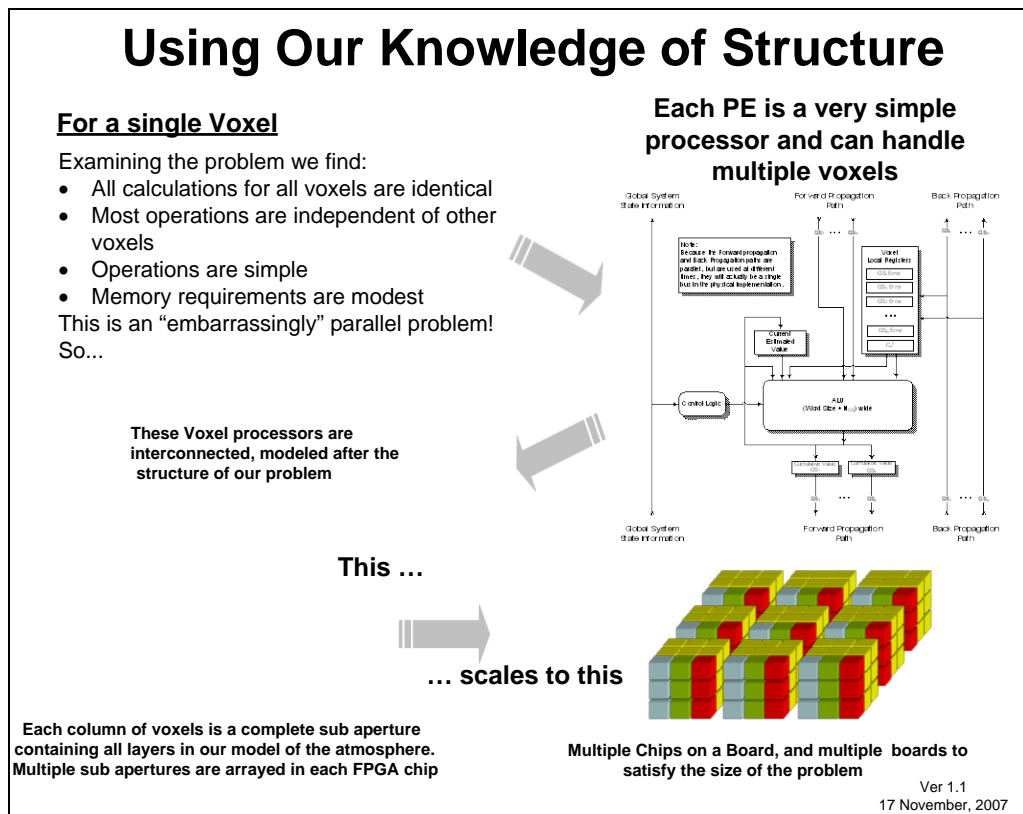 Using Our Knowledge of Structure
For a single Voxel
Examining the problem we find:
• All calculations for all voxels are identical
• Most operations are independent of other
voxels
• Operations are simple
• Memory requirements are modest
This is an “embarrassingly” parallel problem!
So...
Each PE is a very simple
processor and can handle
multiple voxels
Global System
State Information
Forward Propagation
Path
Back Propagation
Path
Note:
Because the Forward propagation
and Back Propagation paths are
parallel, but are used at different
times, they will actually be a single
bus in the physical implementation.
Voxel
Local Registers
Current
Estimated
Value
Control Logic
ALU
Cumulative Value
Cumulative Value
Global System
State Information
Forward Propagation
Path
Back Propagation
Path
These Voxel processors are
interconnected, modeled after the
structure of our problem
This …
… scales to this
Each column of voxels is a complete sub aperture
containing all layers in our model of the atmosphere.
Multiple sub apertures are arrayed in each FPGA chip
Multiple Chips on a Board, and multiple boards to
satisfy the size of the problem
Ver 1.1
17 November, 2007